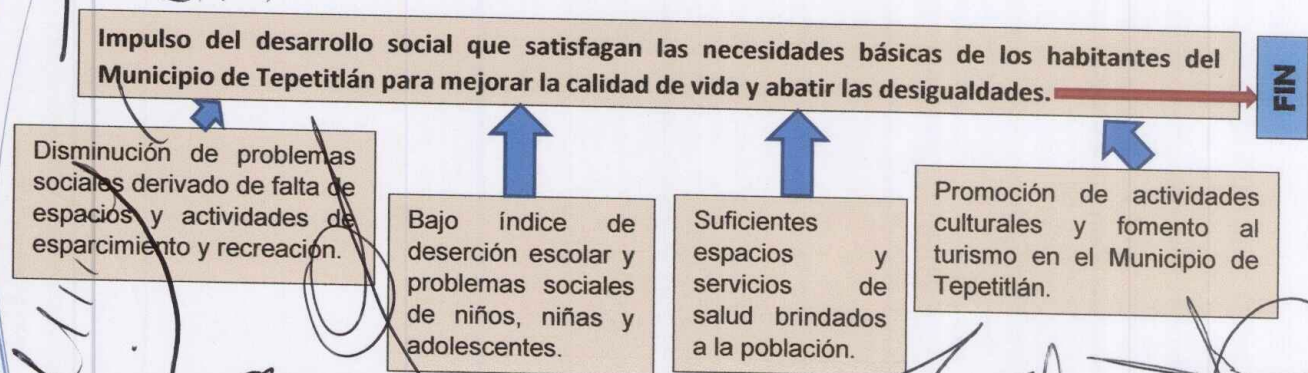 Impulso del desarrollo social que satisfagan las necesidades básicas de los habitantes del
Municipio de Tepetitlán para mejorar la calidad de vida y abatir las desigualdades.
FIN
Disminución de problemas
sociales derivado de falta de
espacios y actividades de
esparcimiento y recreación.
Bajo índice de
deserción escolar y
problemas sociales
de niños, niñas y
adolescentes.
Suficientes
espacios y
servicios de
salud brindados
a la población.
Promoción de actividades
culturales y fomento al
turismo en el Municipio de
Tepetitlán.